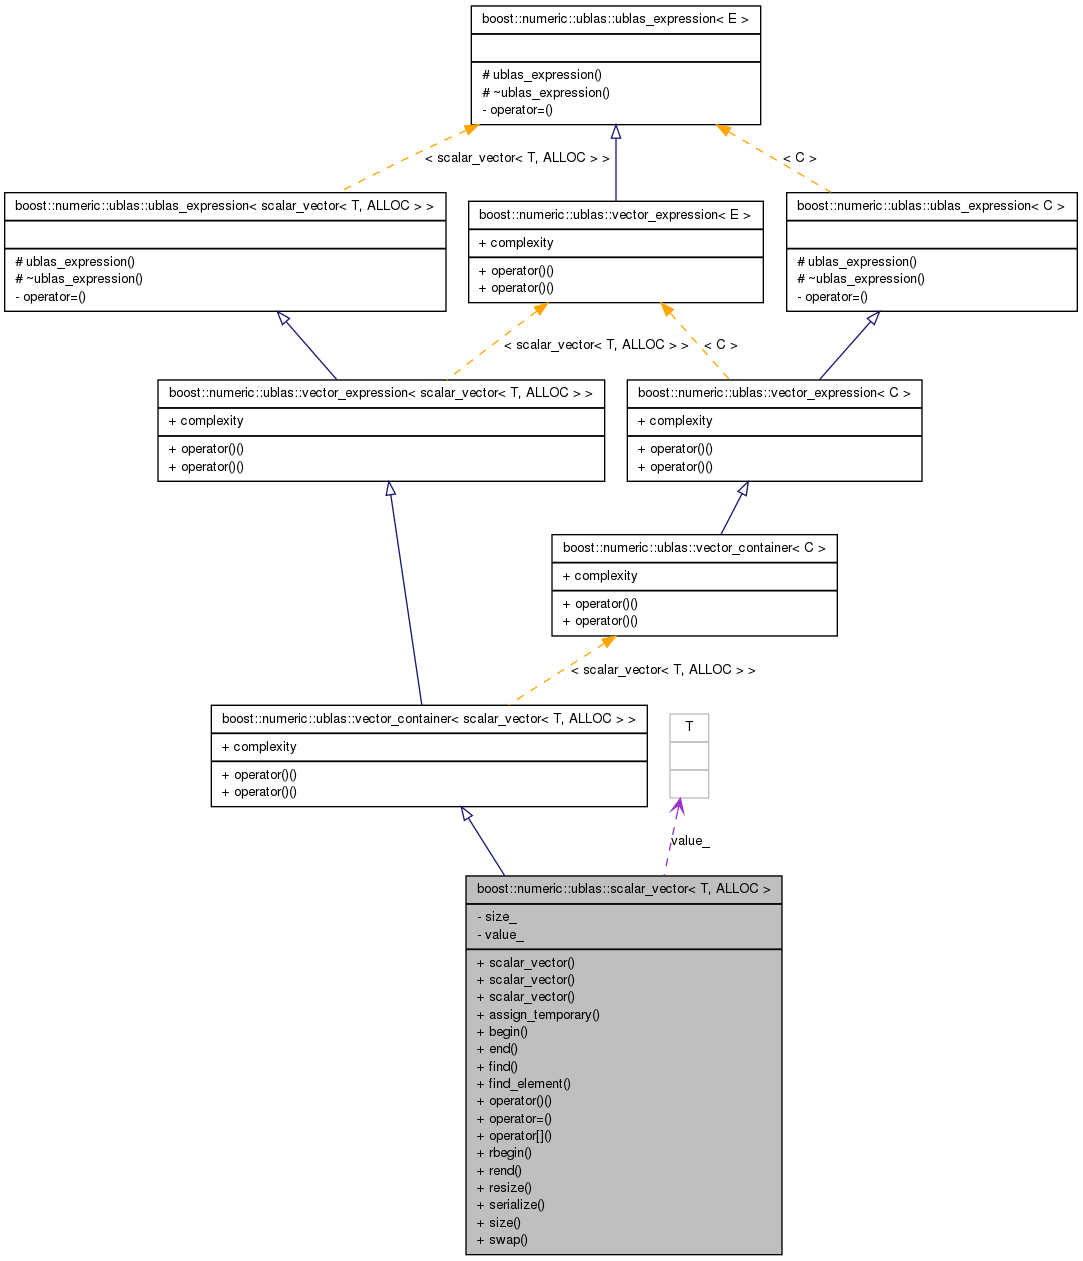 boost::numeric::ublas::ublas_expression< E >
# ublas_expression()
# ~ublas_expression()
- operator=()
< scalar_vector< T, ALLOC > >
< C >
boost::numeric::ublas::ublas_expression< scalar_vector< T, ALLOC > >
# ublas_expression()
# ~ublas_expression()
- operator=()
boost::numeric::ublas::vector_expression< E >
+ complexity
+ operator()()
+ operator()()
boost::numeric::ublas::ublas_expression< C >
# ublas_expression()
# ~ublas_expression()
- operator=()
< scalar_vector< T, ALLOC > >
< C >
boost::numeric::ublas::vector_expression< scalar_vector< T, ALLOC > >
+ complexity
+ operator()()
+ operator()()
boost::numeric::ublas::vector_expression< C >
+ complexity
+ operator()()
+ operator()()
boost::numeric::ublas::vector_container< C >
+ complexity
+ operator()()
+ operator()()
< scalar_vector< T, ALLOC > >
boost::numeric::ublas::vector_container< scalar_vector< T, ALLOC > >
+ complexity
+ operator()()
+ operator()()
T
value_
boost::numeric::ublas::scalar_vector< T, ALLOC >
- size_
- value_
+ scalar_vector()
+ scalar_vector()
+ scalar_vector()
+ assign_temporary()
+ begin()
+ end()
+ find()
+ find_element()
+ operator()()
+ operator=()
+ operator[]()
+ rbegin()
+ rend()
+ resize()
+ serialize()
+ size()
+ swap()